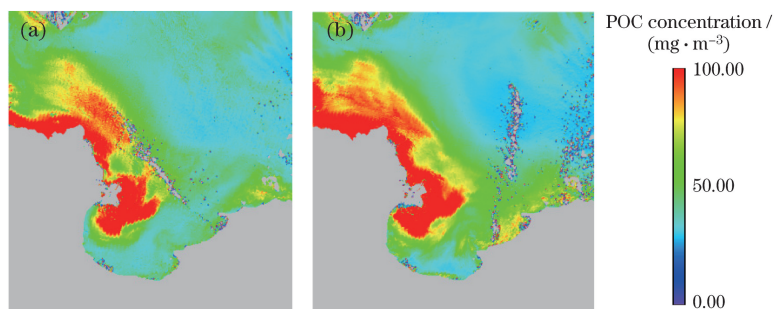 (a)
(b)
POC concentration /
(mg · m⁻³)
100.00
50.00
0.00